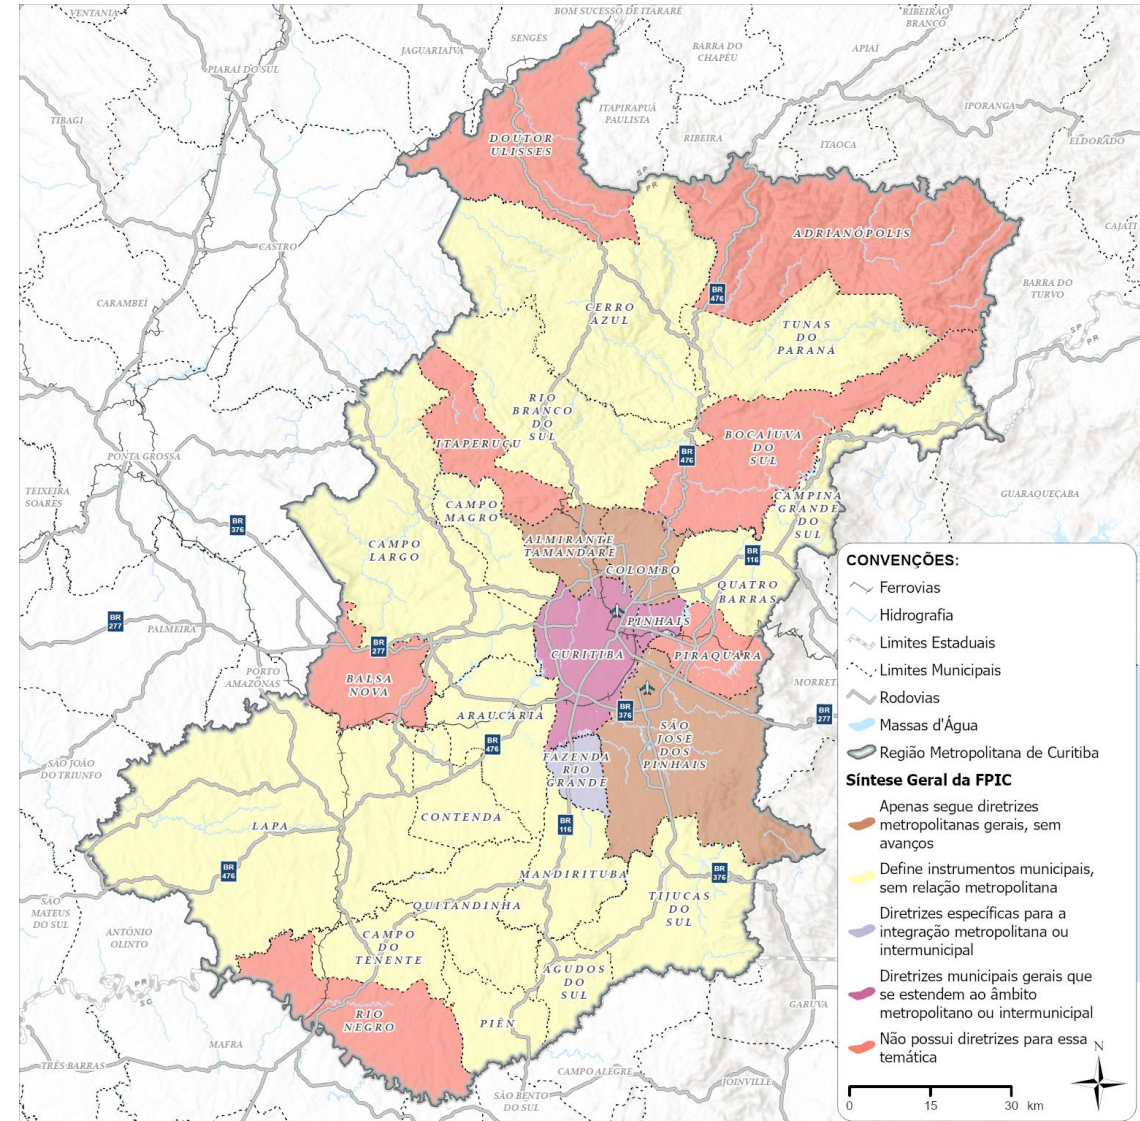 VENTANIA
BOM SUCESSO DE ITARARÉ
RIBEIRÃO
BRANCO
SENGÉS
JAGUARIAÍVA
BARRA DO
CHAPÉU
APIAÍ
PIARAÍ DO SUL
TIBAGI
ITAPIRAPUÃ
PAULISTA
IPORANGA
RIBEIRA
ITAOCA
ELDORADO
DOUTOR
ULISSES
SP
PR
ADRIANÓPOLIS
CAJATI
CASTRO
CARAMBEÍ
BR
476
BARRA DO
TURVO
CERRO
AZUL
TUNAS
DO
PARANÁ
SP
PR
RIO
BRANCO
DO
SUL
ITAPERUÇU
BOCAÍUVA
DO
SUL
PONTA GROSSA
BR
476
TEIXEIRA
SOARES
GUARAQUEÇABA
CAMPO
MAGRO
CAMPINA
GRANDE
DO
SUL
BR
376
CAMPO
LARGO
ALMIRANTE
TAMANDARÉ
COLOMBO
BR
116
QUATRO
BARRAS
BR
277
PALMEIRA
PINHAIS
CURITIBA
PIRAQUARA
BR
277
PORTO
AMAZONAS
BALSA
NOVA
MORRET
BR
277
ARAUCÁRIA
BR
376
BR
476
SÃO
JOSÉ
DOS
PINHAIS
SÃO JOÃO
DO TRIUNFO
FAZENDA
RIO
GRANDE
LAPA
CONTENDA
BR
116
BR
476
MANDIRITUBA
BR
376
SÃO
MATEUS
DO SUL
QUITANDINHA
TIJUCAS
DO
SUL
ANTÔNIO
OLINTO
CAMPO
DO
TENENTE
AGUDOS
DO
SUL
PR
SC
RIO
NEGRO
PIÊN
GARUVA
MAFRA
TRÊS BARRAS
CAMPO ALEGRE
JOINVILLE
SÃO BENTO
DO SUL
CONVENÇÕES:
Ferrovias
Hidrografia
Limites Estaduais
Limites Municipais
Rodovias
Massas d'Água
Região Metropolitana de Curitiba
Síntese Geral da FPIC
Apenas segue diretrizes
metropolitanas gerais, sem
avanços
Define instrumentos municipais,
sem relação metropolitana
Diretrizes específicas para a
integração metropolitana ou
intermunicipal
Diretrizes municipais gerais que
se estendem ao âmbito
metropolitano ou intermunicipal
Não possui diretrizes para essa
temática
N
0 15 30 km